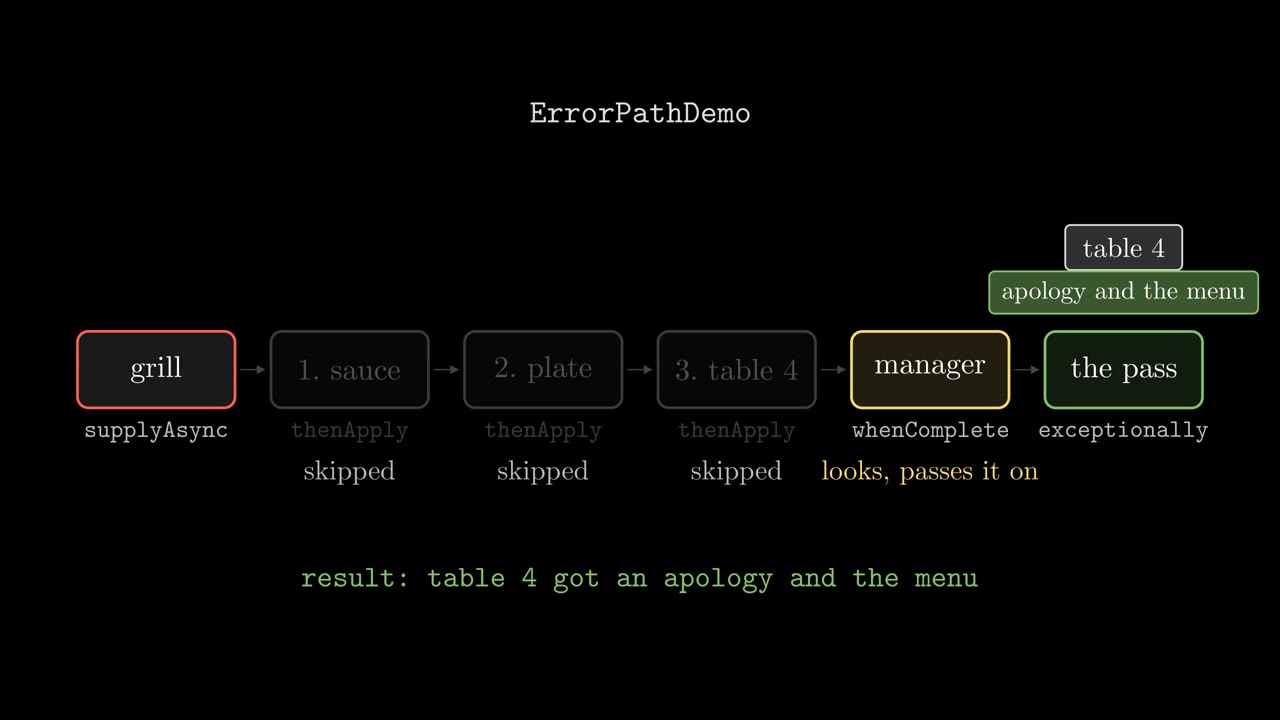 ErrorPathDemo
table 4
apology and the menu
grill
1. sauce
2. plate
3. table 4
manager
the pass
supplyAsync
thenApply
thenApply
thenApply
whenComplete
exceptionally
skipped
skipped
skipped
looks, passes it on
result: table 4 got an apology and the menu